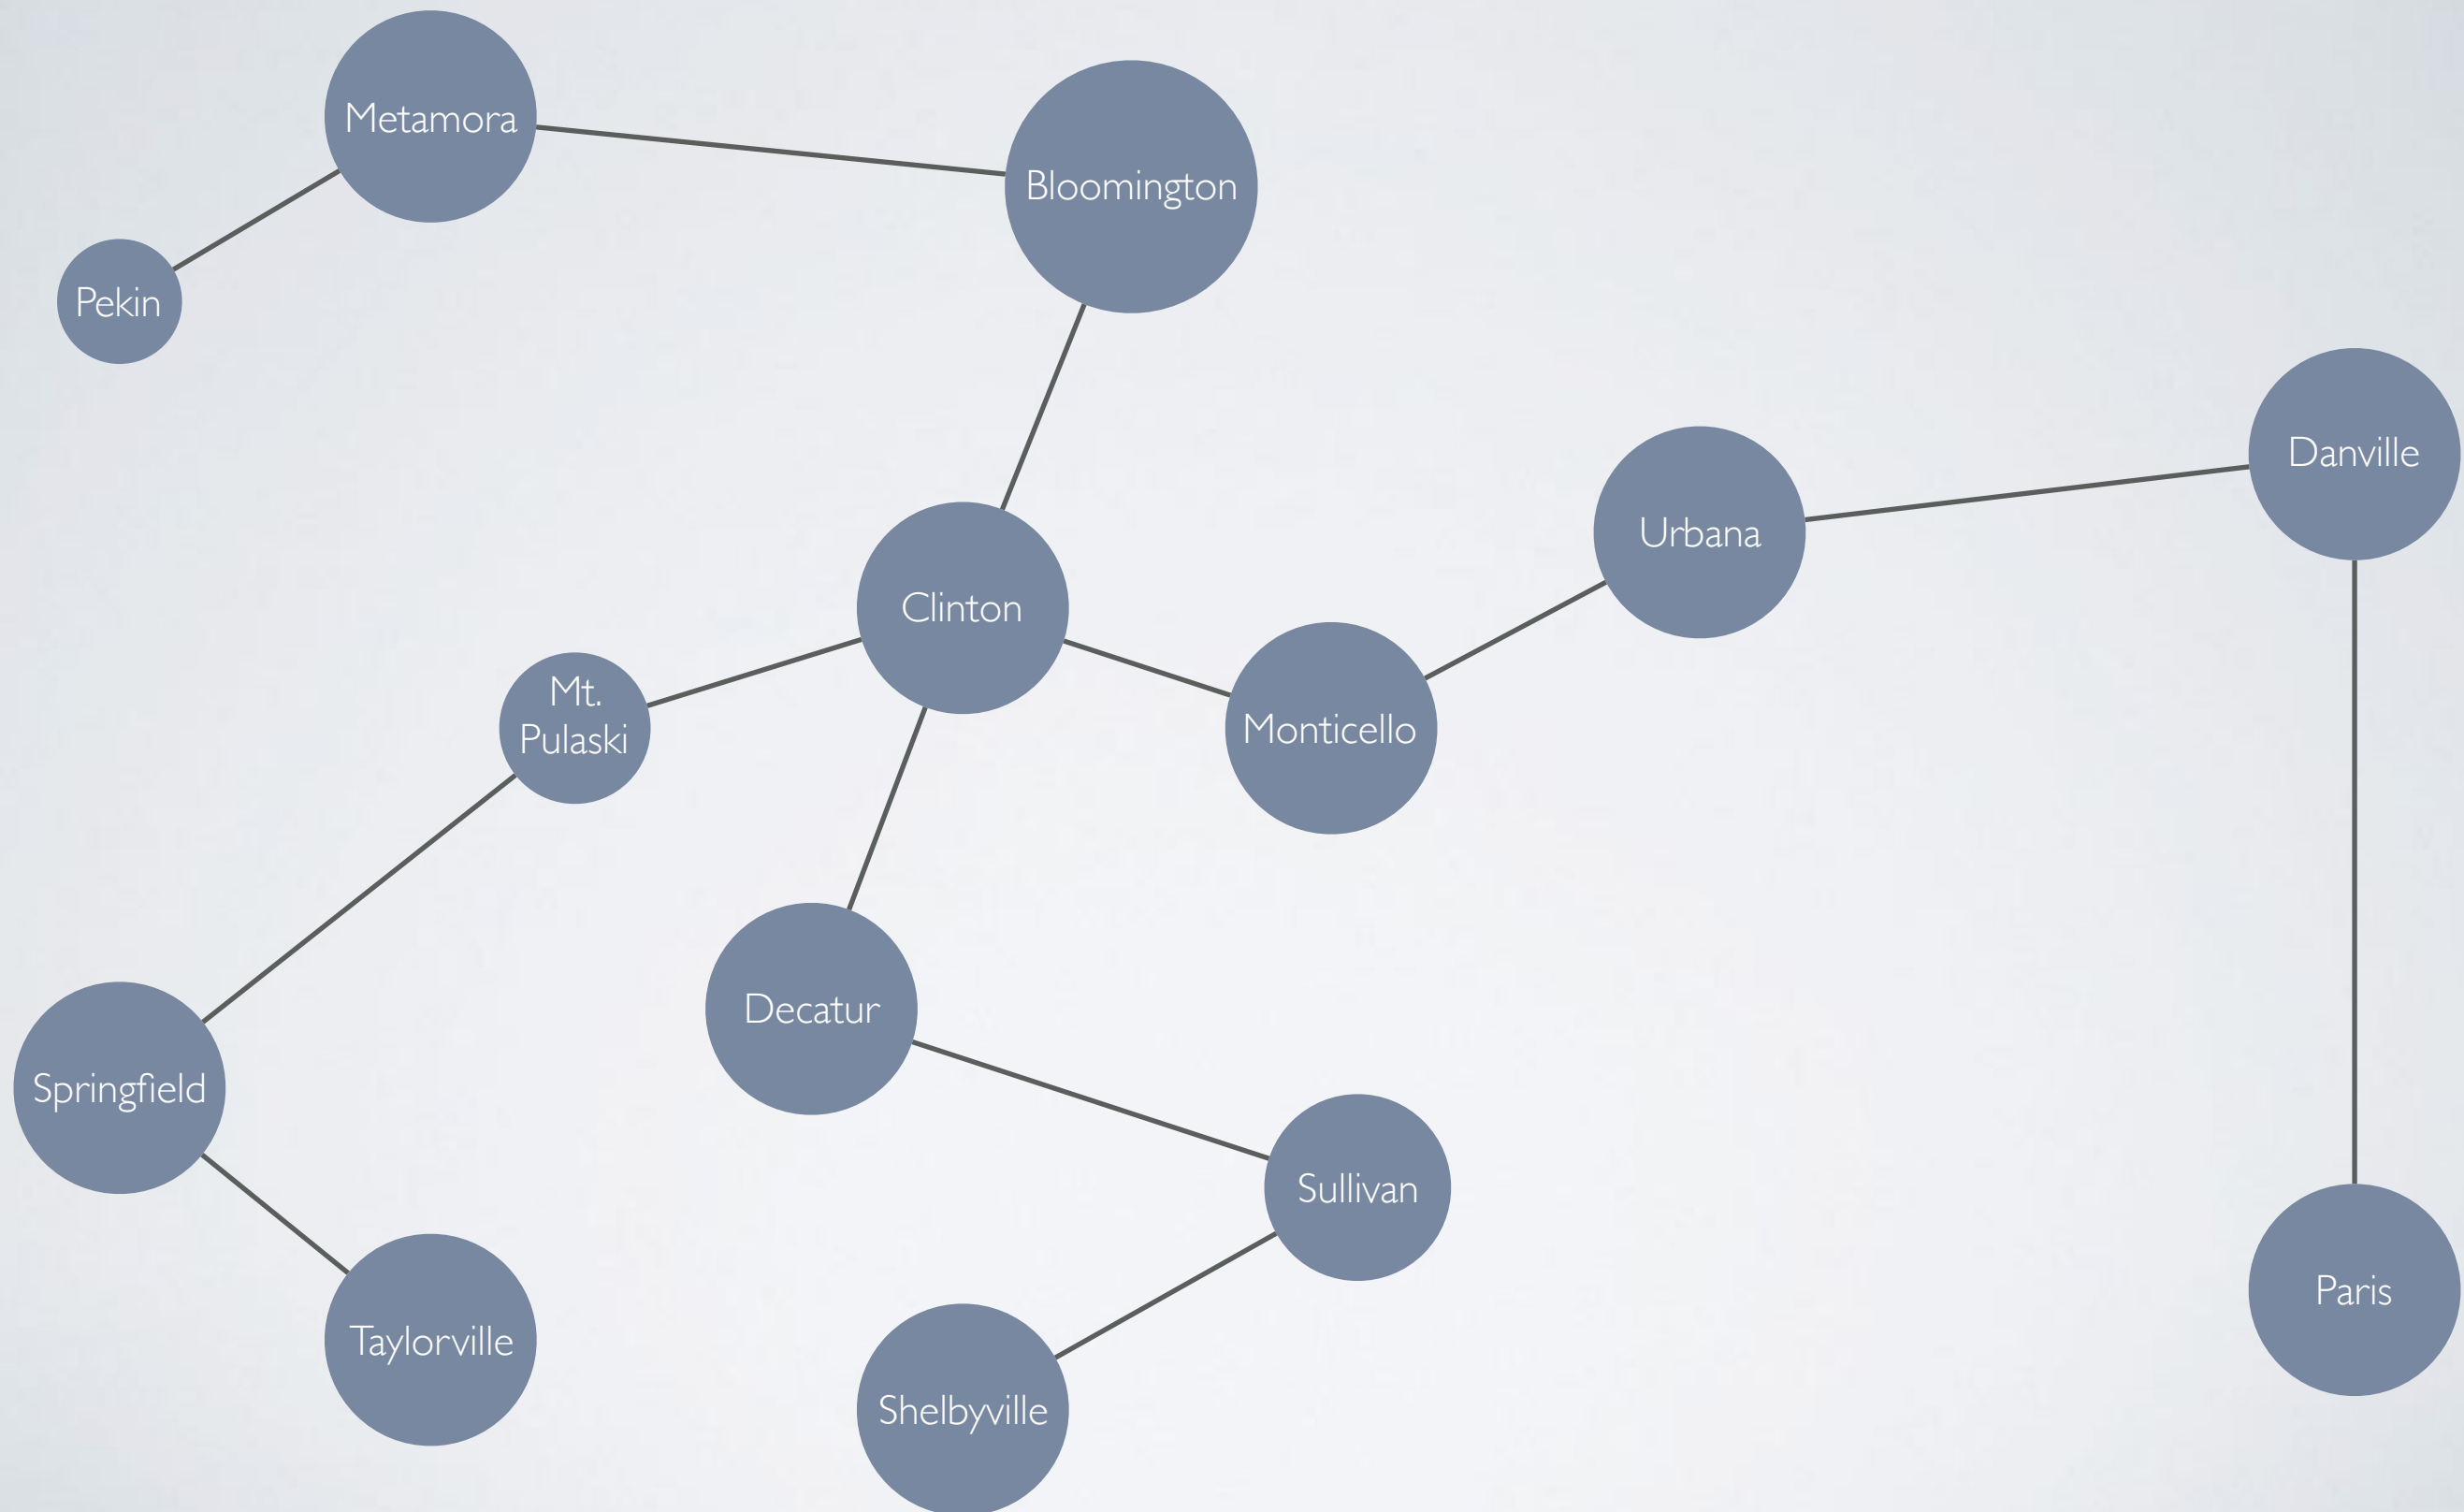 Metamora
Bloomington
Pekin
Danville
Urbana
Clinton
Mt.
Pulaski
Monticello
Decatur
Springfield
Sullivan
Paris
Taylorville
Shelbyville